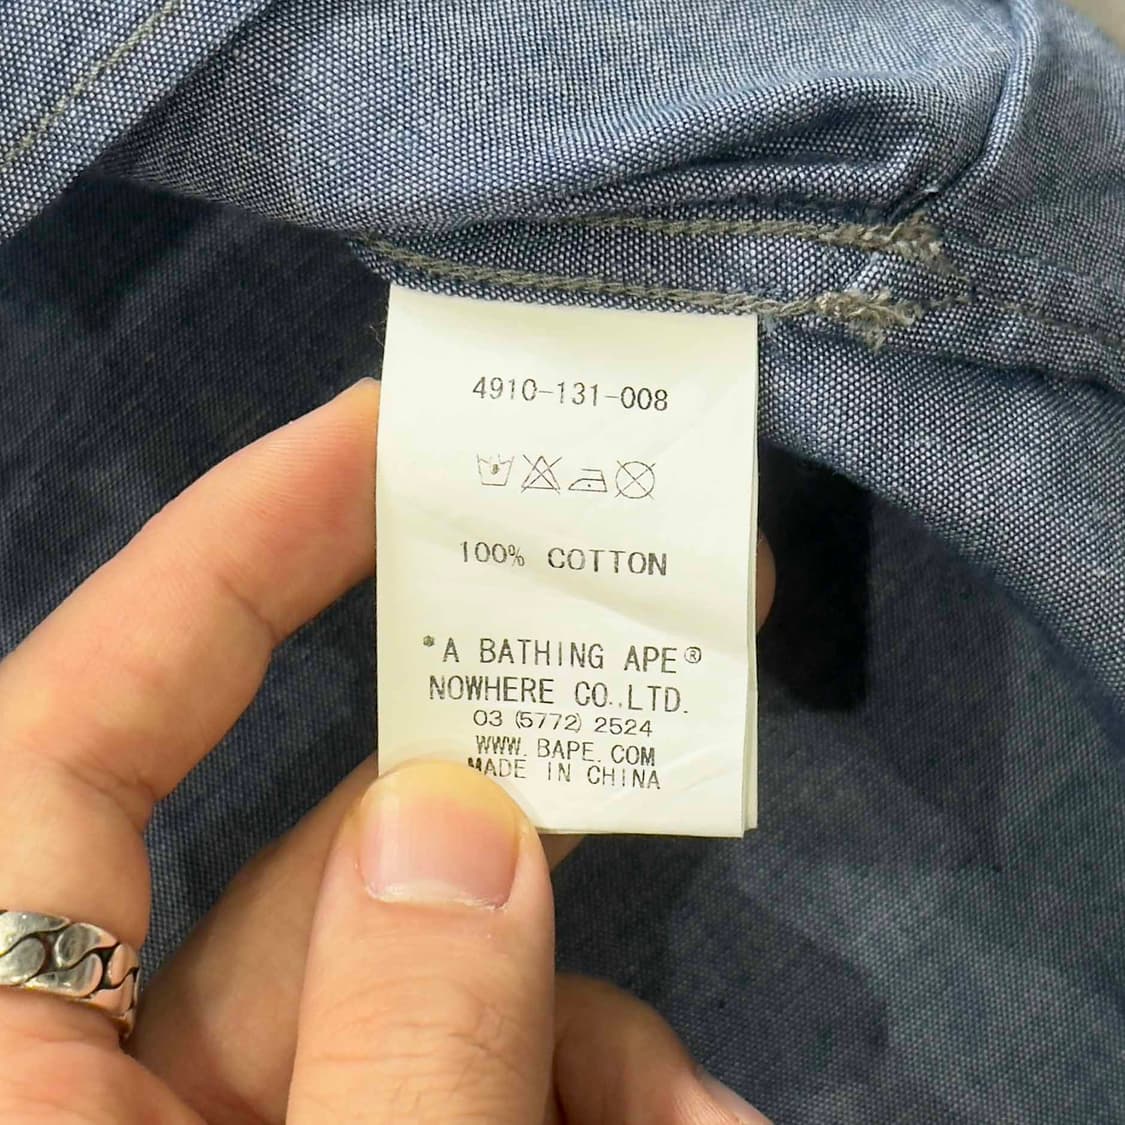 4910-131-008
100% COTTON
*A BATHING APE®
NOWHERE CO.,LTD.
03 (5772) 2524
WWW. BAPE. COM
MADE IN CHINA